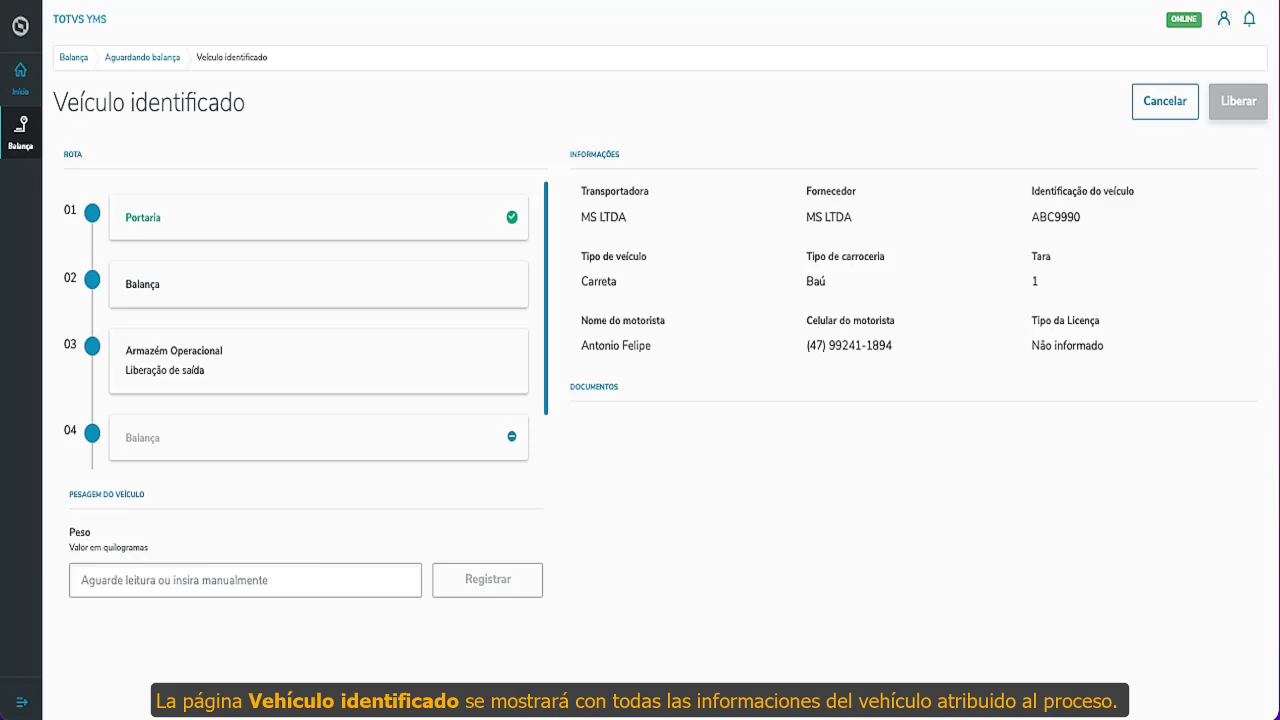 TOTVS YMS
ONLINE
Balança
Aguardando balança
Veículo identificado
Início
Balança
Veículo identificado
Cancelar
Liberar
ROTA
01
Portaria
02
Balança
03
Armazém Operacional
Liberação de saída
04
Balança
PESAGEM DO VEÍCULO
Peso
Valor em quilogramas
Aguarde leitura ou insira manualmente
Registrar
INFORMAÇÕES
Transportadora
MS LTDA
Fornecedor
MS LTDA
Identificação do veículo
ABC9990
Tipo de veículo
Carreta
Tipo de carroceria
Baú
Tara
1
Nome do motorista
Antonio Felipe
Celular do motorista
(47) 99241-1894
Tipo da Licença
Não informado
DOCUMENTOS
La página Vehículo identificado se mostrará con todas las informaciones del vehículo atribuido al proceso.